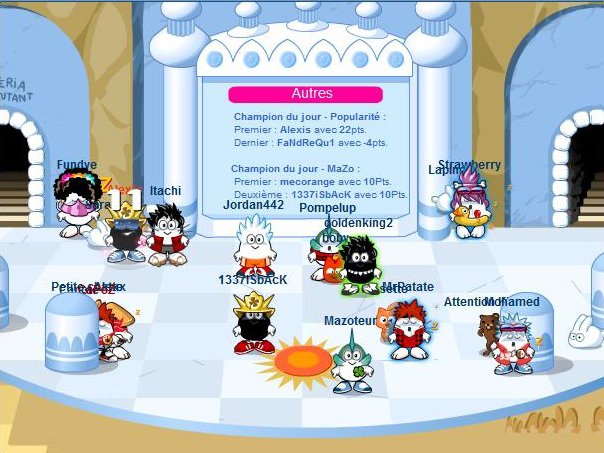 Autres
Champion du jour - Popularité :
Premier : Alexis avec 22pts.
Dernier : FaNdReQu1 avec -4pts.
Champion du jour - MaZo :
Premier : mecorange avec 10Pts.
Deuxième : 1337iSbAcK avec 10Pts.
Fundye
Itachi
Strawberry
Jordan442
Pompelup
goldenking2
boby
1337iSbAcK
MrPatate
Mazoteur
Attention
Mohamed